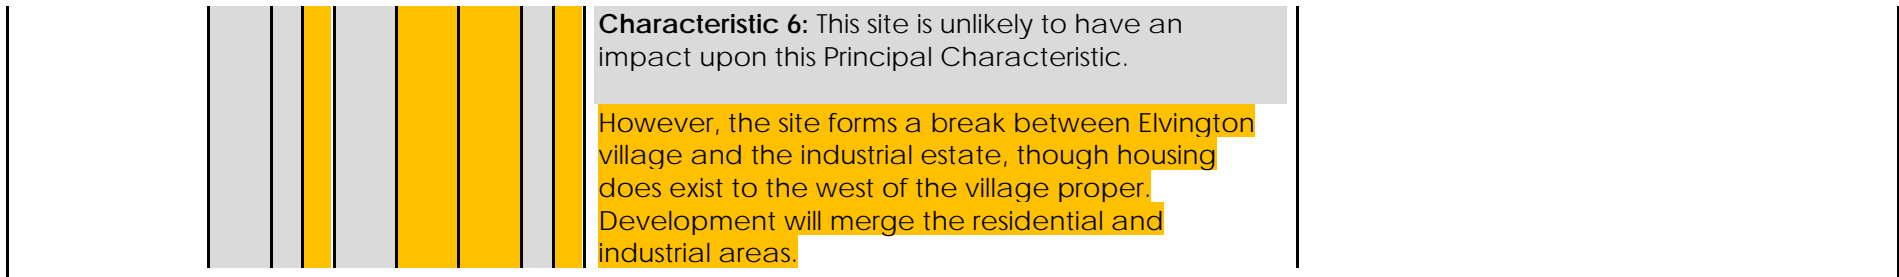 Characteristic 6: This site is unlikely to have an
impact upon this Principal Characteristic.
However, the site forms a break between Elvington
village and the industrial estate, though housing
does exist to the west of the village proper.
Development will merge the residential and
industrial areas.